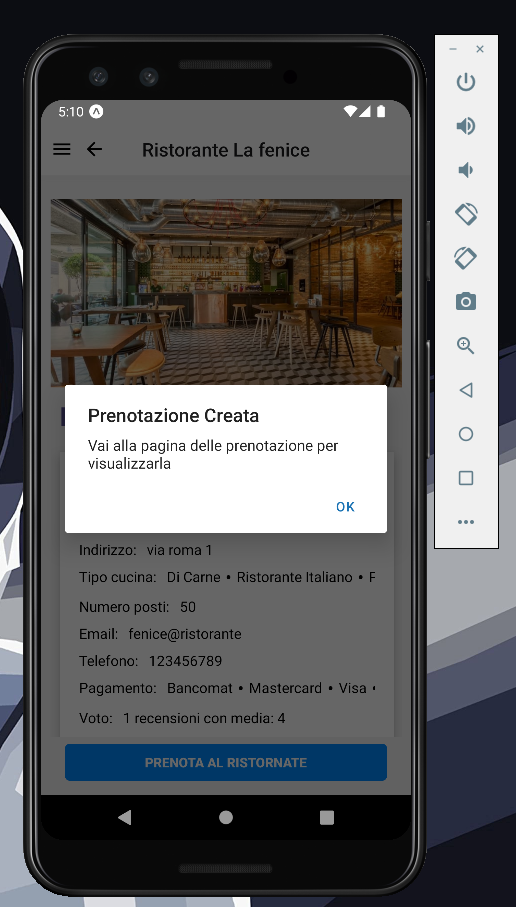 5:10
Ristorante La fenice
Prenotazione Creata
Vai alla pagina delle prenotazione per
visualizzarla
OK
Indirizzo: via roma 1
Tipo cucina: Di Carne • Ristorante Italiano •
Numero posti: 50
Email: fenice@ristorante
Telefono: 123456789
Pagamento: Bancomat • Mastercard • Visa •
Voto: 1 recensioni con media: 4
PRENOTA AL RISTORNATE